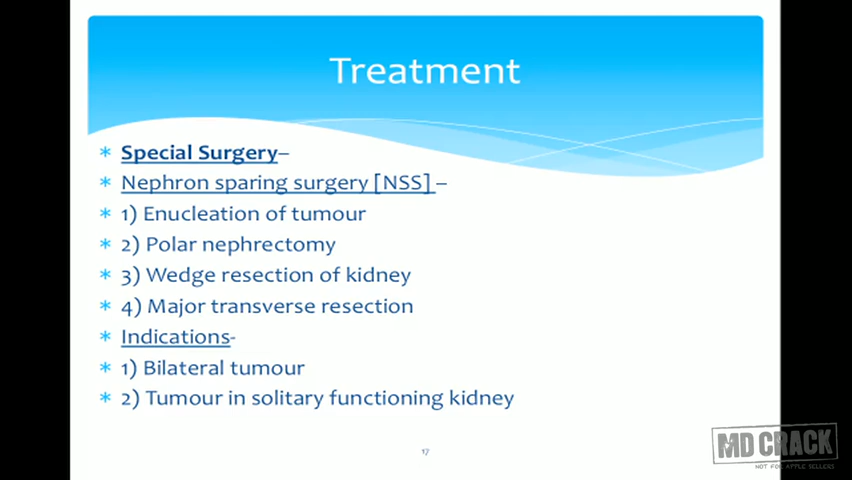 Treatment
Special Surgery–
Nephron sparing surgery [NSS] –
1) Enucleation of tumour
2) Polar nephrectomy
3) Wedge resection of kidney
4) Major transverse resection
Indications-
1) Bilateral tumour
2) Tumour in solitary functioning kidney
17
MD CRACK
NOT FOR APPLE SELLERS